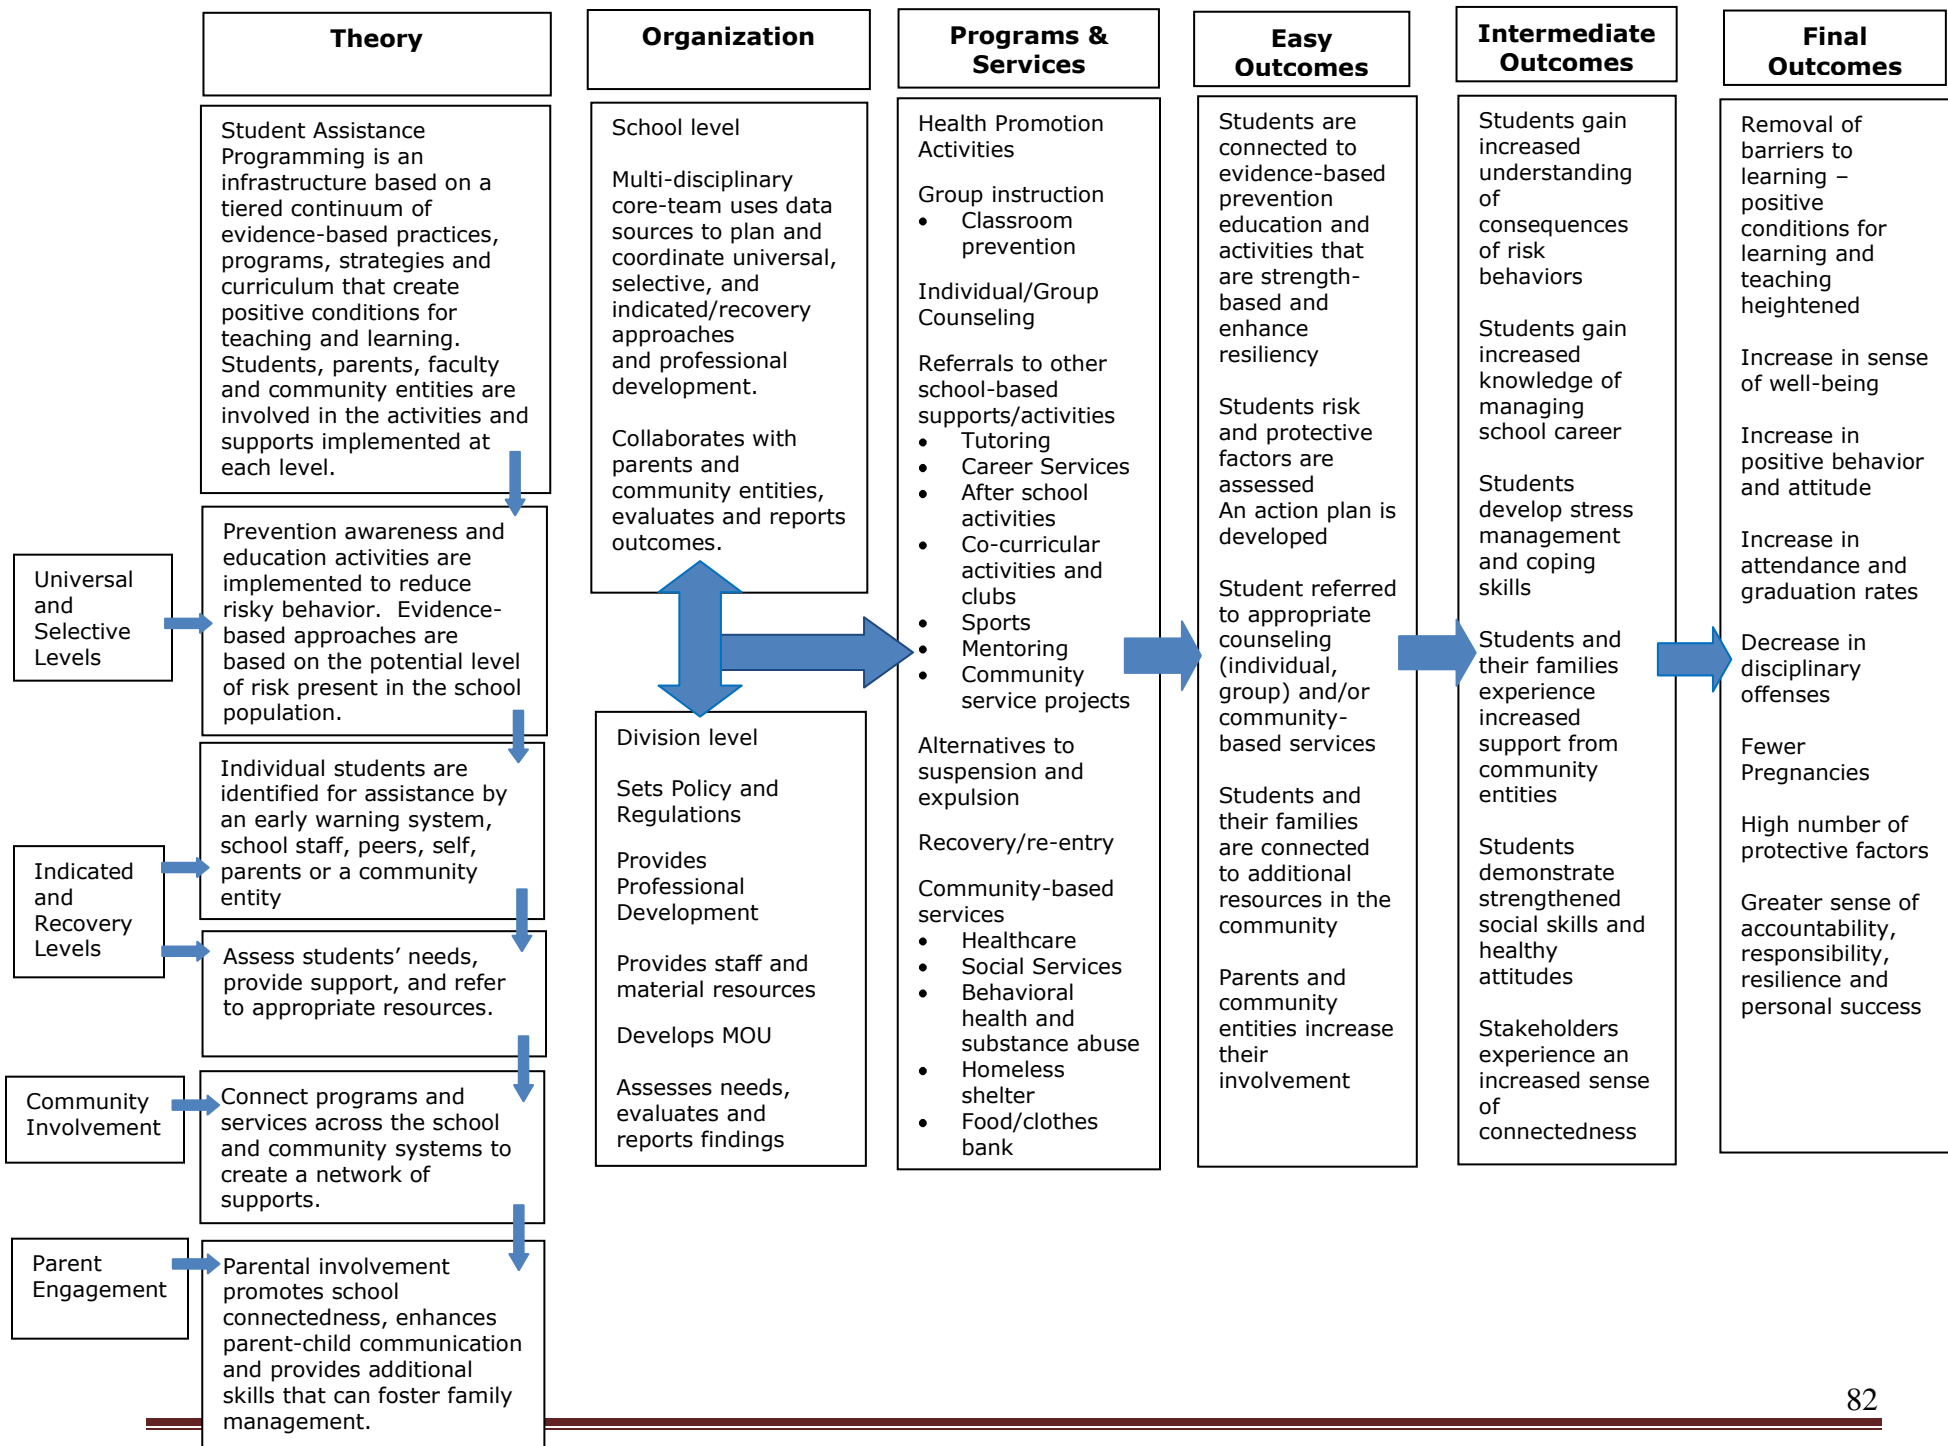 Theory
Student Assistance
Programming is an
infrastructure based on a
tiered continuum of
evidence-based practices,
programs, strategies and
curriculum that create
positive conditions for
teaching and learning.
Students, parents, faculty
and community entities are
involved in the activities and
supports implemented at
each level.
Universal
and
Selective
Levels
Prevention awareness and
education activities are
implemented to reduce
risky behavior.  Evidence-
based approaches are
based on the potential level
of risk present in the school
population.
Indicated
and
Recovery
Levels
Individual students are
identified for assistance by
an early warning system,
school staff, peers, self,
parents or a community
entity
Assess students’ needs,
provide support, and refer
to appropriate resources.
Community
Involvement
Connect programs and
services across the school
and community systems to
create a network of
supports.
Parent
Engagement
Parental involvement
promotes school
connectedness, enhances
parent-child communication
and provides additional
skills that can foster family
management.
Organization
School level
Multi-disciplinary
core-team uses data
sources to plan and
coordinate universal,
selective, and
indicated/recovery
approaches
and professional
development.
Collaborates with
parents and
community entities,
evaluates and reports
outcomes.
Division level
Sets Policy and
Regulations
Provides
Professional
Development
Provides staff and
material resources
Develops MOU
Assesses needs,
evaluates and
reports findings
Programs &
Services
Health Promotion
Activities
Group instruction
• Classroom
prevention
Individual/Group
Counseling
Referrals to other
school-based
supports/activities
• Tutoring
• Career Services
• After school
activities
• Co-curricular
activities and
clubs
• Sports
• Mentoring
• Community
service projects
Alternatives to
suspension and
expulsion
Recovery/re-entry
Community-based
services
• Healthcare
• Social Services
• Behavioral
health and
substance abuse
• Homeless
shelter
• Food/clothes
bank
Easy
Outcomes
Students are
connected to
evidence-based
prevention
education and
activities that
are strength-
based and
enhance
resiliency
Students risk
and protective
factors are
assessed
An action plan is
developed
Student referred
to appropriate
counseling
(individual,
group) and/or
community-
based services
Students and
their families
are connected
to additional
resources in the
community
Parents and
community
entities increase
their
involvement
Intermediate
Outcomes
Students gain
increased
understanding
of
consequences
of risk
behaviors
Students gain
increased
knowledge of
managing
school career
Students
develop stress
management
and coping
skills
Students and
their families
experience
increased
support from
community
entities
Students
demonstrate
strengthened
social skills and
healthy
attitudes
Stakeholders
experience an
increased sense
of
connectedness
Final
Outcomes
Removal of
barriers to
learning –
positive
conditions for
learning and
teaching
heightened
Increase in sense
of well-being
Increase in
positive behavior
and attitude
Increase in
attendance and
graduation rates
Decrease in
disciplinary
offenses
Fewer
Pregnancies
High number of
protective factors
Greater sense of
accountability,
responsibility,
resilience and
personal success
82